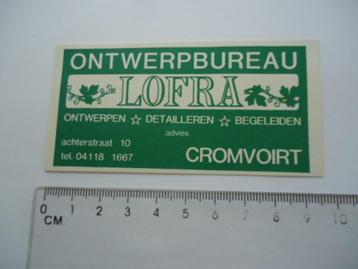 ONTWERPBUREAU
LOFRA
ONTWERPEN ☆ DETAILLEREN ☆ BEGELEIDEN
advies
achterstraat 10
tel. 04118 1667
CROMVOIRT
0 1 2 3 4 5 6 7 8 9 10
CM.